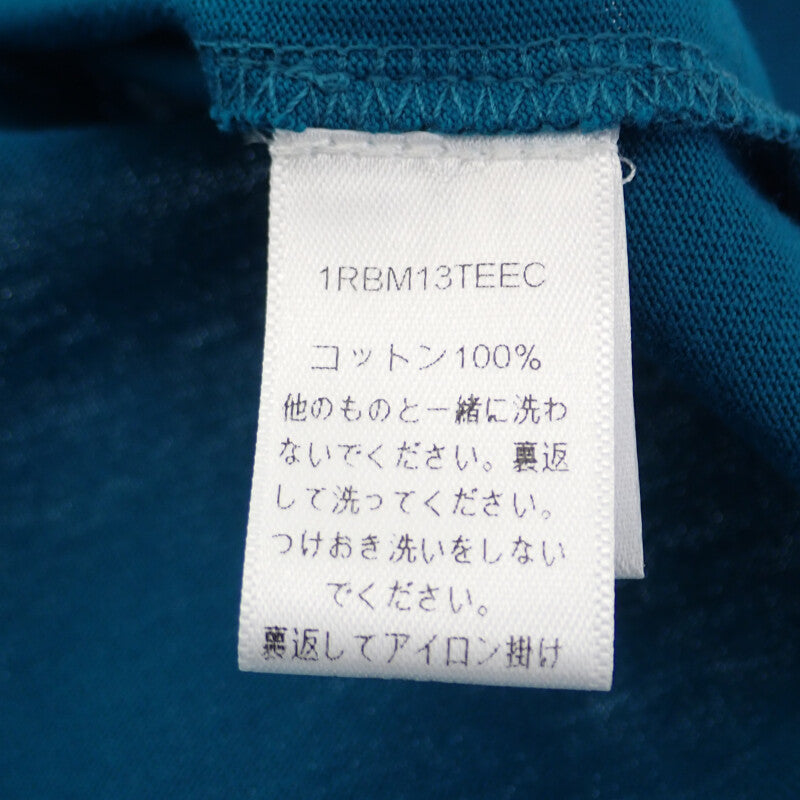 1RBM13TEEC
コットン100%
他のものと一緒に洗わ
ないでください。裏返
して洗ってください。
つけおき洗いをしない
でください。
裏返してアイロン掛け